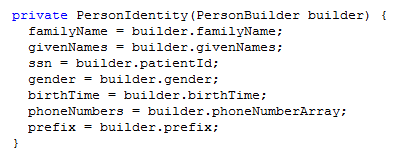 private PersonIdentity(PersonBuilder builder) {
  familyName = builder.familyName;
  givenNames = builder.givenNames;
  ssn = builder.patientId;
  gender = builder.gender;
  birthTime = builder.birthTime;
  phoneNumbers = builder.phoneNumberArray;
  prefix = builder.prefix;
}